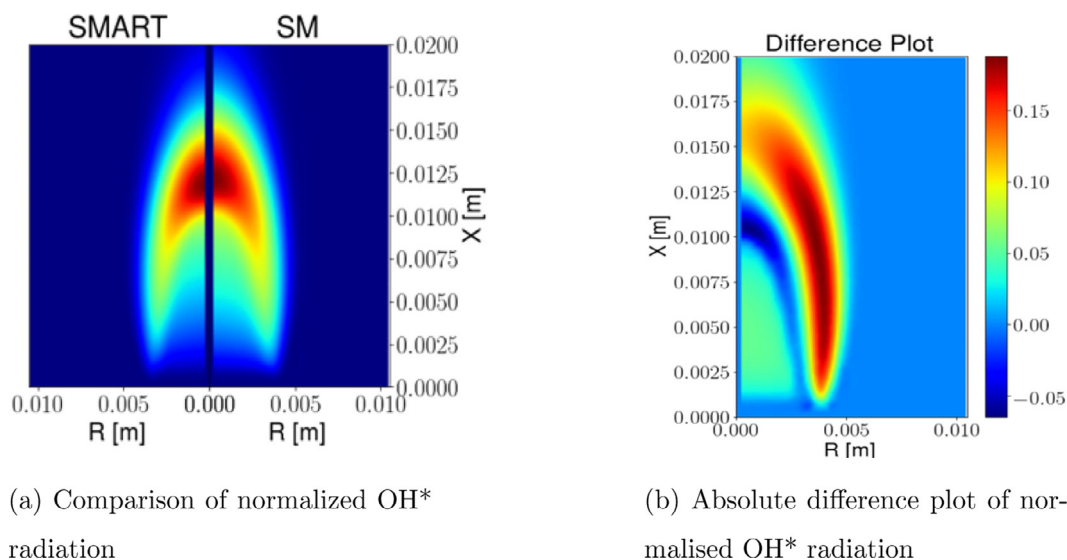 SMART SM
0.0200
0.0175
0.0150
0.0125
0.0100
0.0075
0.0050
0.0025
0.0000
X [m]
0.010 0.005 0.000 0.000 0.005 0.010
R [m] R [m]
(a) Comparison of normalized OH*
radiation
Difference Plot
0.0200
0.0175
0.0150
0.0125
0.0100
0.0075
0.0050
0.0025
0.0000
X [m]
0.000 0.005 0.010
R [m]
0.15
0.10
0.05
0.00
−0.05
(b) Absolute difference plot of nor-
malised OH* radiation